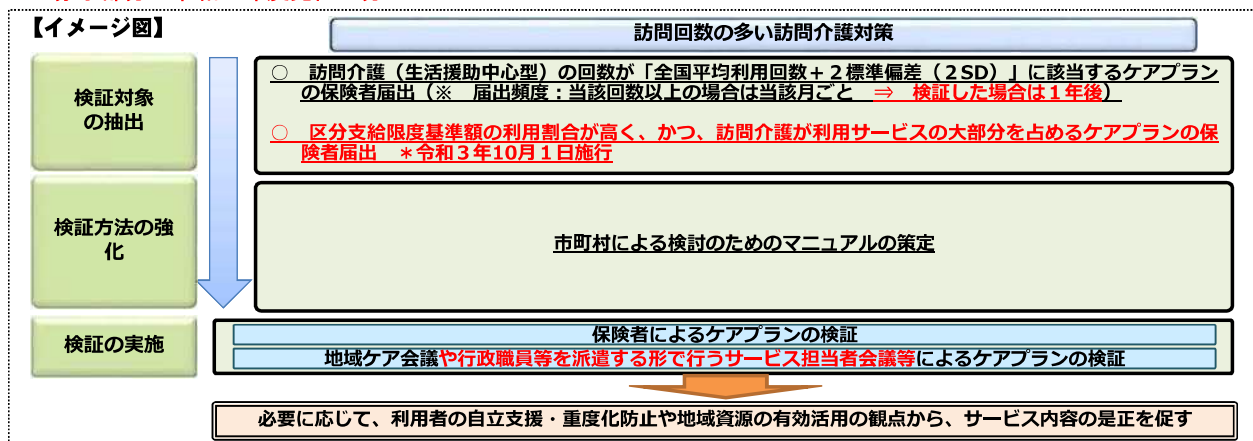 【イメージ図】
訪問回数の多い訪問介護対策
検証対象
の抽出
○　訪問介護（生活援助中心型）の回数が「全国平均利用回数＋２標準偏差（２SD）」に該当するケアプラン
の保険者届出（※　届出頻度：当該回数以上の場合は当該月ごと　⇒　検証した場合は１年後）
○　区分支給限度基準額の利用割合が高く、かつ、訪問介護が利用サービスの大部分を占めるケアプランの保
険者届出　＊令和３年10月１日施行
検証方法の強
化
市町村による検討のためのマニュアルの策定
検証の実施
保険者によるケアプランの検証
地域ケア会議や行政職員等を派遣する形で行うサービス担当者会議等によるケアプランの検証
必要に応じて、利用者の自立支援・重度化防止や地域資源の有効活用の観点から、サービス内容の是正を促す